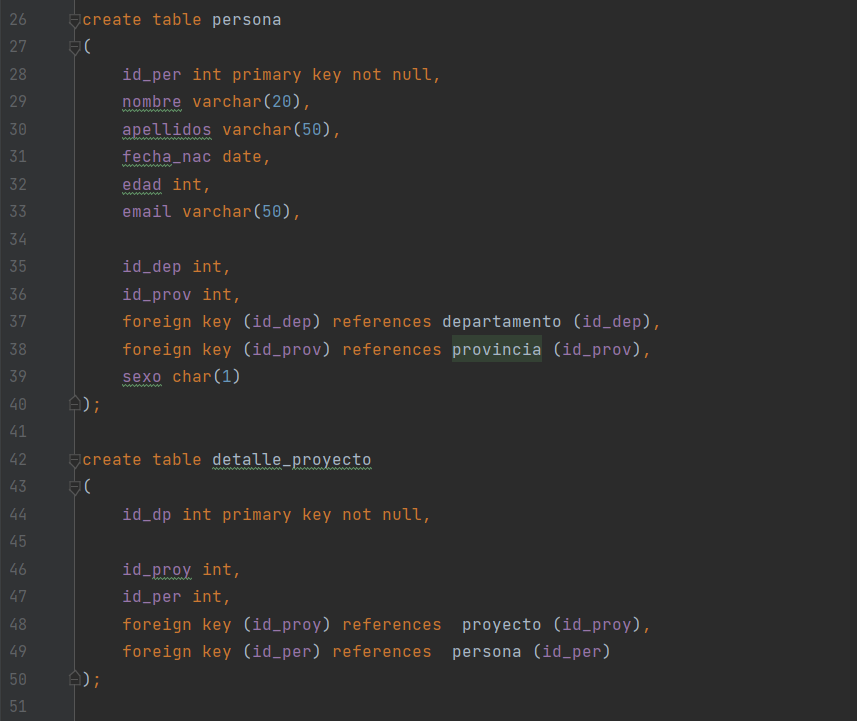 26 create table persona
27 (
28     id_per int primary key not null,
29     nombre varchar(20),
30     apellidos varchar(50),
31     fecha_nac date,
32     edad int,
33     email varchar(50),
34
35     id_dep int,
36     id_prov int,
37     foreign key (id_dep) references departamento (id_dep),
38     foreign key (id_prov) references provincia (id_prov),
39     sexo char(1)
40 );
41
42 create table detalle_proyecto
43 (
44     id_dp int primary key not null,
45
46     id_proy int,
47     id_per int,
48     foreign key (id_proy) references  proyecto (id_proy),
49     foreign key (id_per) references  persona (id_per)
50 );
51